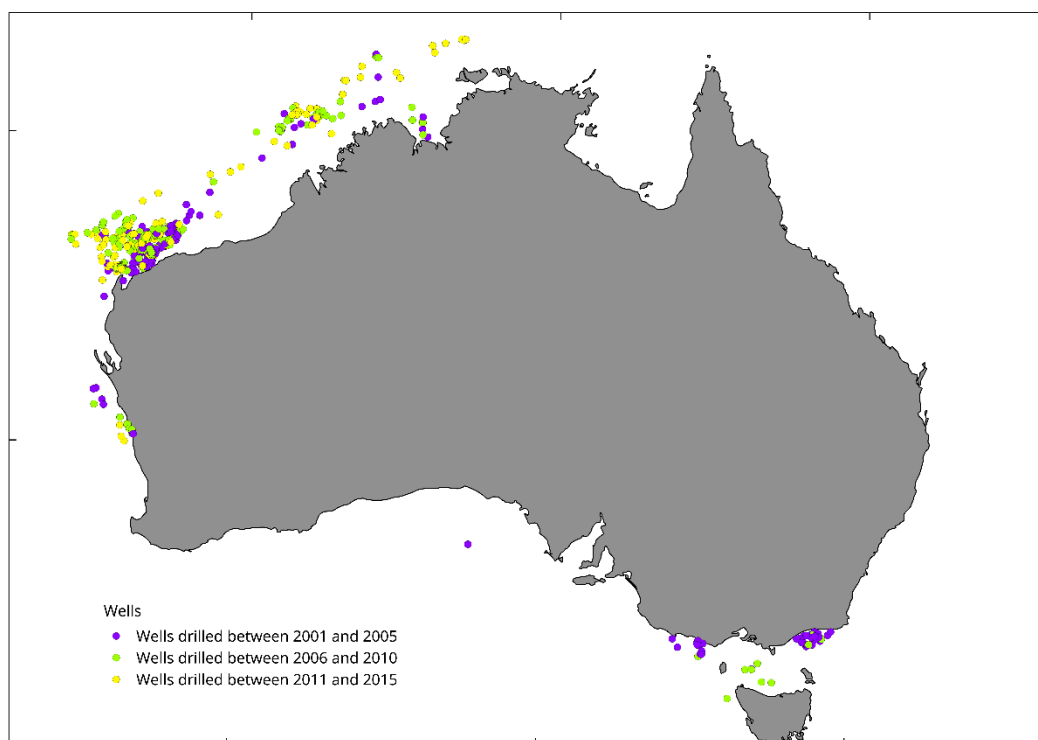 Wells
Wells drilled between 2001 and 2005
Wells drilled between 2006 and 2010
Wells drilled between 2011 and 2015